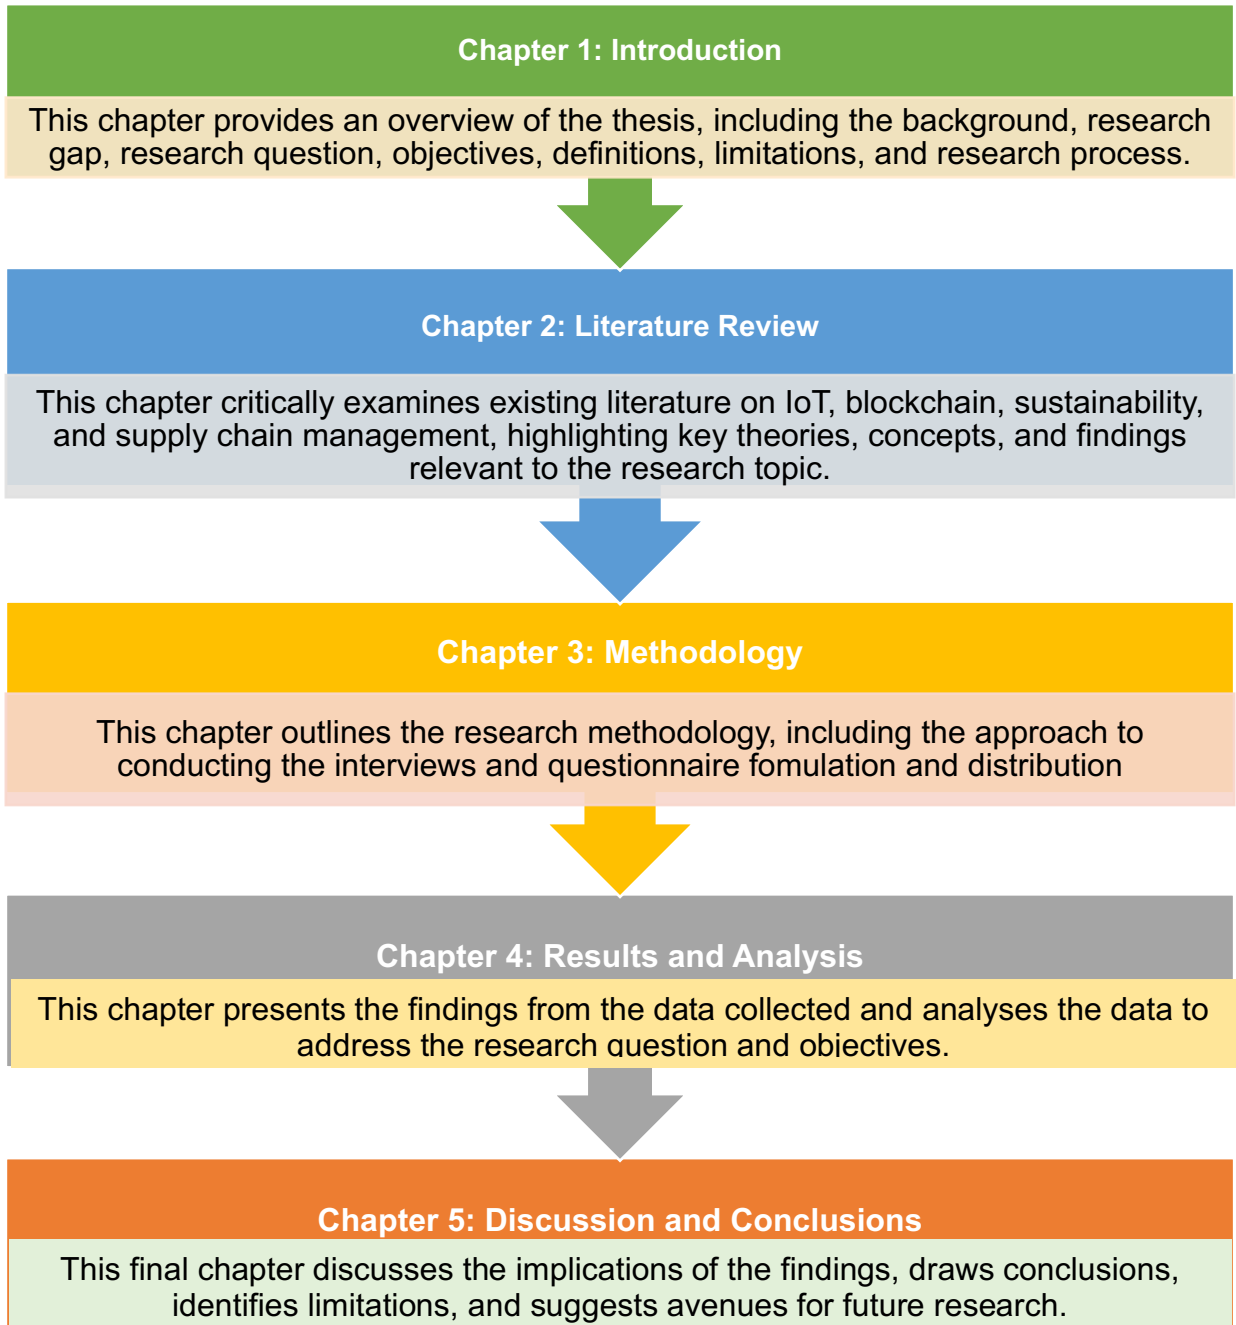 Chapter 1: Introduction
This chapter provides an overview of the thesis, including the background, research
gap, research question, objectives, definitions, limitations, and research process.
Chapter 2: Literature Review
This chapter critically examines existing literature on IoT, blockchain, sustainability,
and supply chain management, highlighting key theories, concepts, and findings
relevant to the research topic.
Chapter 3: Methodology
This chapter outlines the research methodology, including the approach to
conducting the interviews and questionnaire fomulation and distribution
Chapter 4: Results and Analysis
This chapter presents the findings from the data collected and analyses the data to
address the research question and objectives.
Chapter 5: Discussion and Conclusions
This final chapter discusses the implications of the findings, draws conclusions,
identifies limitations, and suggests avenues for future research.